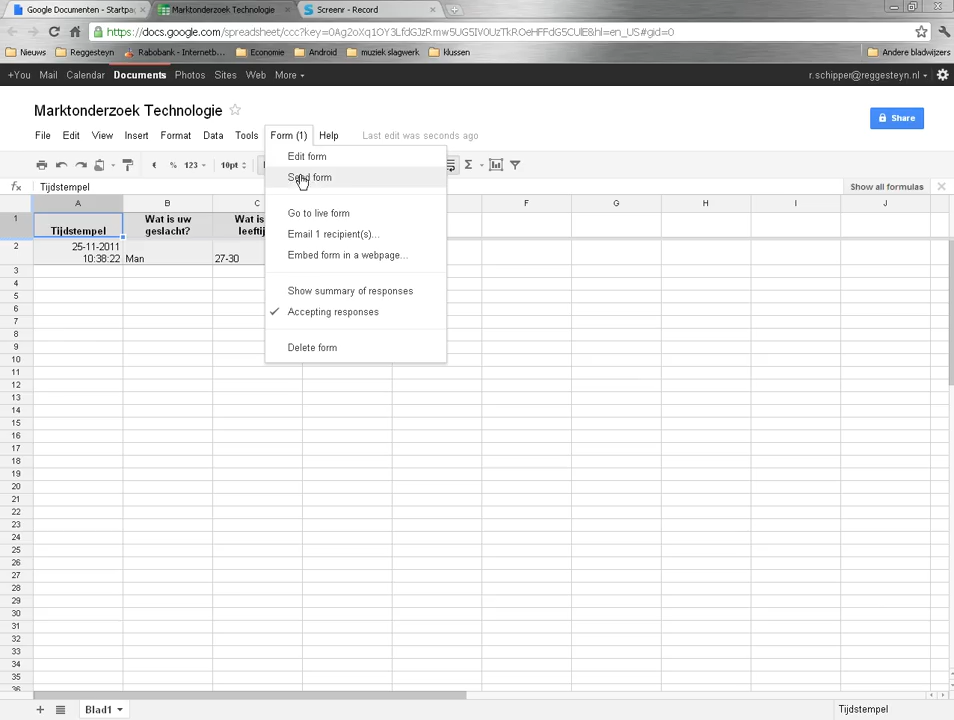 Google Documenten - Startpa
Marktonderzoek Technologie
Screenr - Record
https://docs.google.com/spreadsheet/ccc?key=0Ag2oXq1OY3LfdGJzRmw5UG5IV0UzTkROeHFFdG5CUlE&hl=en_US#gid=0
Nieuws
Reggesteyn
Rabobank - Internetb...
Economie
Android
muziek slagwerk
klussen
Andere bladwijzers
+You Mail Calendar Documents Photos Sites Web More
r.schipper@reggesteyn.nl
Marktonderzoek Technologie
Share
File Edit View Insert Format Data Tools Form (1) Help Last edit was seconds ago
€ % 123 10pt Σ
Edit form
Send form
Go to live form
Email 1 recipient(s)...
Embed form in a webpage...
Show summary of responses
Accepting responses
Delete form
fx Tijdstempel
Show all formulas
A B C F G H I J
1 Tijdstempel
Wat is uw
geslacht?
Wat is
leeftij
2 25-11-2011
10:38:22 Man 27-30
3
4
5
6
7
8
9
10
11
12
13
14
15
16
17
18
19
20
21
22
23
24
25
26
27
28
29
30
31
32
33
34
35
36
Blad1
Tijdstempel